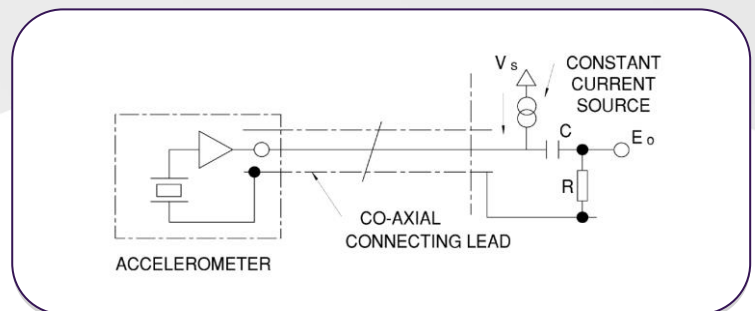 V s
CONSTANT
CURRENT
SOURCE
C
E o
R
CO-AXIAL
CONNECTING LEAD
ACCELEROMETER